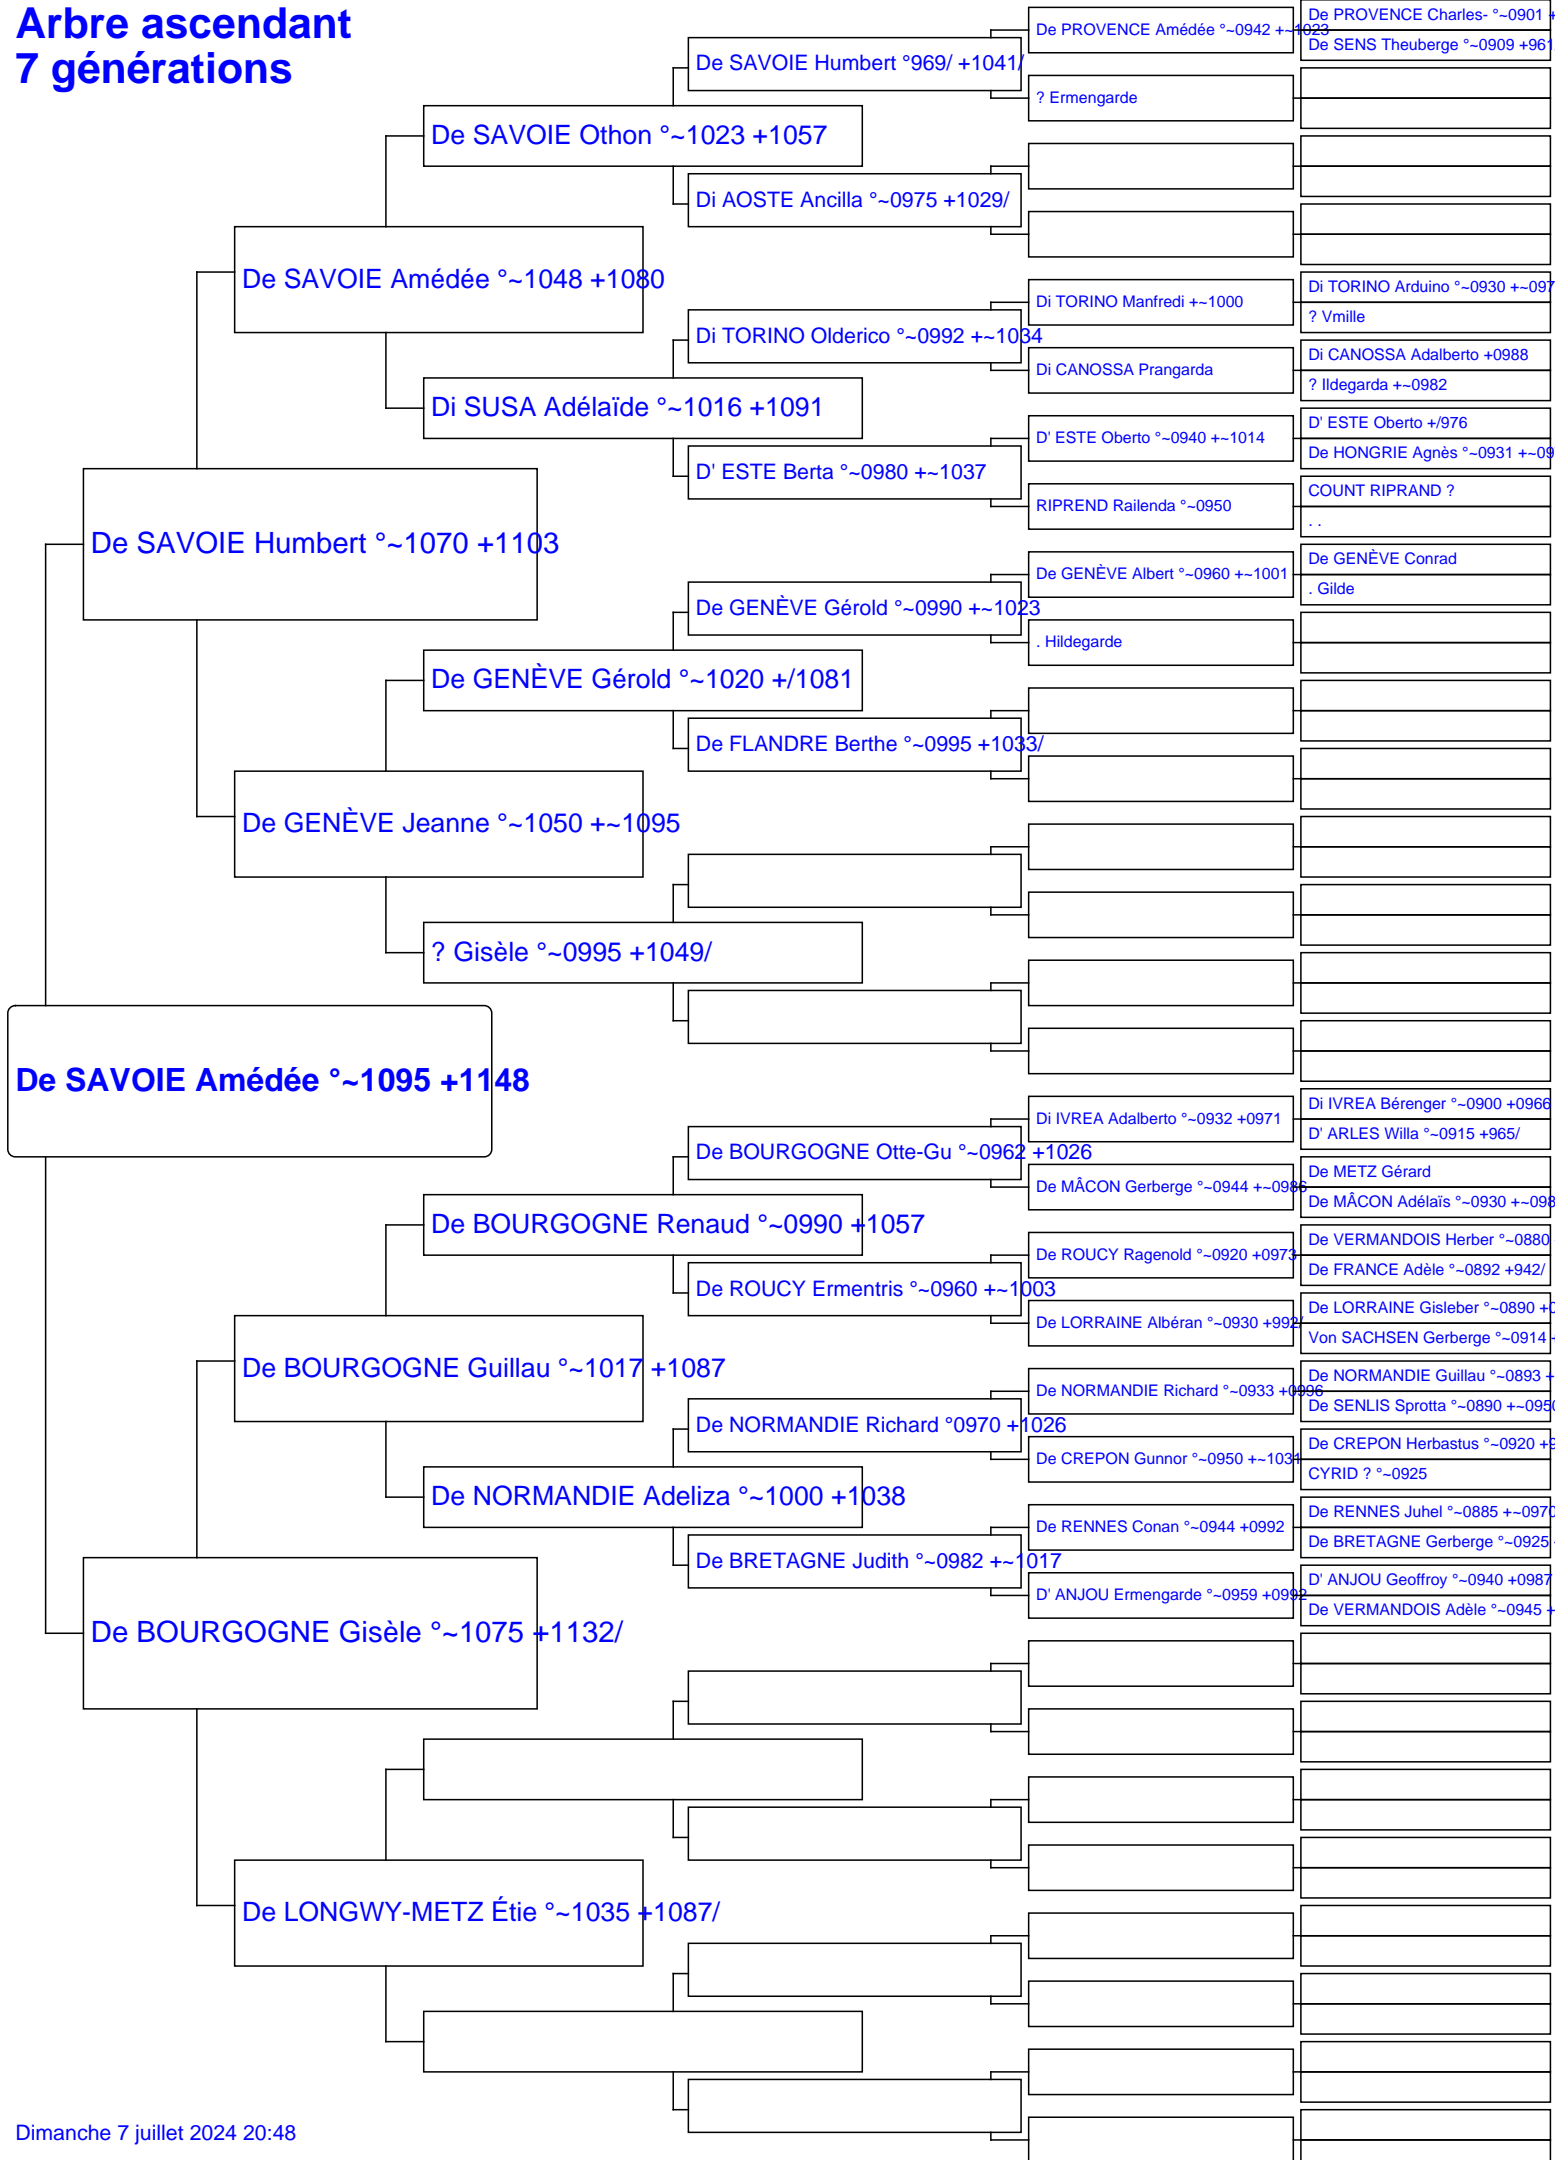 Arbre ascendant
7 générations
De SAVOIE Amédée °~1095 +1148
De SAVOIE Humbert °~1070 +1103
De BOURGOGNE Gisèle °~1075 +1132/
De SAVOIE Amédée °~1048 +1080
De GENÈVE Jeanne °~1050 +~1095
De BOURGOGNE Guillau °~1017 +1087
De LONGWY-METZ Étie °~1035 +1087/
De SAVOIE Othon °~1023 +1057
Di SUSA Adélaïde °~1016 +1091
De GENÈVE Gérold °~1020 +/1081
? Gisèle °~0995 +1049/
De BOURGOGNE Renaud °~0990 +1057
De NORMANDIE Adeliza °~1000 +1038
De SAVOIE Humbert °969/ +1041/
Di AOSTE Ancilla °~0975 +1029/
Di TORINO Olderico °~0992 +~1034
D' ESTE Berta °~0980 +~1037
De GENÈVE Gérold °~0990 +~1023
De FLANDRE Berthe °~0995 +1033/
De BOURGOGNE Otte-Gu °~0962 +1026
De ROUCY Ermentris °~0960 +~1003
De NORMANDIE Richard °0970 +1026
De BRETAGNE Judith °~0982 +~1017
De PROVENCE Amédée °~0942 +~1023
? Ermengarde
Di TORINO Manfredi +~1000
Di CANOSSA Prangarda
D' ESTE Oberto °~0940 +~1014
RIPREND Railenda °~0950
De GENÈVE Albert °~0960 +~1001
. Hildegarde
Di IVREA Adalberto °~0932 +0971
De MÂCON Gerberge °~0944 +~0986
De ROUCY Ragenold °~0920 +0973
De LORRAINE Albéran °~0930 +992/
De NORMANDIE Richard °~0933 +0996
De CREPON Gunnor °~0950 +~1031
De RENNES Conan °~0944 +0992
D' ANJOU Ermengarde °~0959 +0992
De PROVENCE Charles- °~0901 +
De SENS Theuberge °~0909 +961
Di TORINO Arduino °~0930 +~097
? Vmille
Di CANOSSA Adalberto +0988
? Ildegarda +~0982
D' ESTE Oberto +/976
De HONGRIE Agnès °~0931 +~09
COUNT RIPRAND ?
. .
De GENÈVE Conrad
. Gilde
Di IVREA Bérenger °~0900 +0966
D' ARLES Willa °~0915 +965/
De METZ Gérard
De MÂCON Adélaïs °~0930 +~098
De VERMANDOIS Herber °~0880
De FRANCE Adèle °~0892 +942/
De LORRAINE Gisleber °~0890 +0
Von SACHSEN Gerberge °~0914 +
De NORMANDIE Guillau °~0893 +
De SENLIS Sprotta °~0890 +~0950
De CREPON Herbastus °~0920 +9
CYRID ? °~0925
De RENNES Juhel °~0885 +~0970
De BRETAGNE Gerberge °~0925
D' ANJOU Geoffroy °~0940 +0987
De VERMANDOIS Adèle °~0945 +
Dimanche 7 juillet 2024 20:48